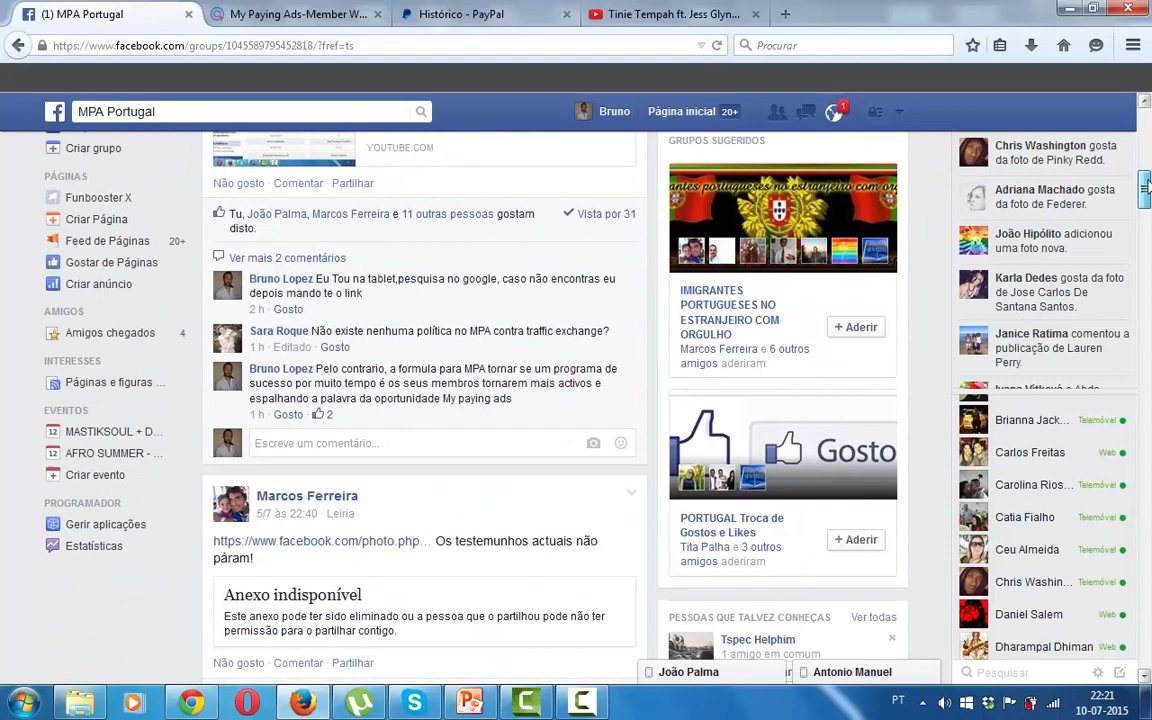 MPA Portugal
My Paying Ads-Member W...
Histórico - PayPal
Tinie Tempah ft. Jess Glyn...
https://www.facebook.com/groups/1045589795452818/?fref=ts
Procurar
MPA Portugal
Bruno
Página inicial 20+
1
Criar grupo
PÁGINAS
Funbooster X
Criar Página
Feed de Páginas 20+
Gostar de Páginas
Criar anúncio
AMIGOS
Amigos chegados 4
INTERESSES
Páginas e figuras ...
EVENTOS
12 MASTIKSOUL + D...
12 AFRO SUMMER - ...
Criar evento
PROGRAMADOR
Gerir aplicações
Estatísticas
YOUTUBE.COM
Não gosto · Comentar · Partilhar
Tu, João Palma, Marcos Ferreira e 11 outras pessoas gostam
disto.
Vista por 31
Ver mais 2 comentários
Bruno Lopez Eu Tou na tablet,pesquisa no google, caso não encontras eu
depois mando te o link
2 h · Gosto
Sara Roque Não existe nenhuma política no MPA contra traffic exchange?
1 h · Editado · Gosto
Bruno Lopez Pelo contrario, a formula para MPA tornar se um programa de
sucesso por muito tempo é os seus membros tornarem mais activos e
espalhando a palavra da oportunidade My paying ads
1 h · Gosto · 2
Escreve um comentário...
Marcos Ferreira
5/7 às 22:40 · Leiria
https://www.facebook.com/photo.php... Os testemunhos actuais não
páram!
Anexo indisponível
Este anexo pode ter sido eliminado ou a pessoa que o partilhou pode não ter
permissão para o partilhar contigo.
Não gosto · Comentar · Partilhar
GRUPOS SUGERIDOS
antes portugueses no estrangeiro com or
IMIGRANTES
PORTUGUESES NO
ESTRANGEIRO COM
ORGULHO
Marcos Ferreira e 6 outros
amigos aderiram
+ Aderir
Gosto
PORTUGAL Troca de
Gostos e Likes
Tita Palha e 3 outros
amigos aderiram
+ Aderir
PESSOAS QUE TALVEZ CONHEÇAS
Ver todas
Tspec Helphim
1 amigo em comum
João Palma
Antonio Manuel
Chris Washington gosta
da foto de Pinky Redd.
Adriana Machado gosta
da foto de Federer.
João Hipólito adicionou
uma foto nova.
Karla Dedes gosta da foto
de Jose Carlos De
Santana Santos.
Janice Ratima comentou a
publicação de Lauren
Perry.
Brianna Jack... Telemóvel
Carlos Freitas Web
Carolina Rios... Telemóvel
Catia Fialho Telemóvel
Ceu Almeida Telemóvel
Chris Washin... Telemóvel
Daniel Salem Web
Dharampal Dhiman Web
Pesquisar
PT
22:21
10-07-2015